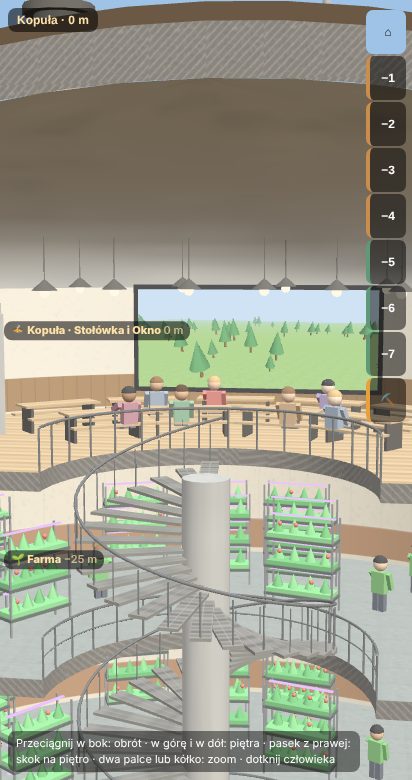 Kopuła · 0 m
⌂
−1
−2
−3
−4
−5
−6
−7
Kopuła · Stołówka i Okno 0 m
Farma −25 m
Przeciągnij w bok: obrót · w górę i w dół: piętra · pasek z prawej:
skok na piętro · dwa palce lub kółko: zoom · dotknij człowieka